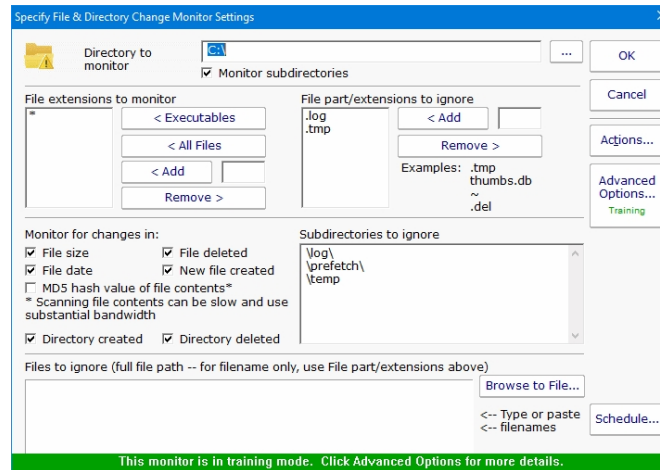 Specify File & Directory Change Monitor Settings
Directory to
monitor
C:\
...
OK
Monitor subdirectories
Cancel
File extensions to monitor
*
< Executables
< All Files
< Add
Remove >
File part/extensions to ignore
.log
.tmp
< Add
Remove >
Examples: .tmp
thumbs.db
~
.del
Actions...
Advanced
Options...
Training
Monitor for changes in:
File size
File deleted
File date
New file created
MD5 hash value of file contents*
* Scanning file contents can be slow and use
substantial bandwidth
Directory created
Directory deleted
Subdirectories to ignore
\log\
\prefetch\
\temp
Files to ignore (full file path -- for filename only, use File part/extensions above)
Browse to File...
<-- Type or paste
<-- filenames
Schedule...
This monitor is in training mode. Click Advanced Options for more details.